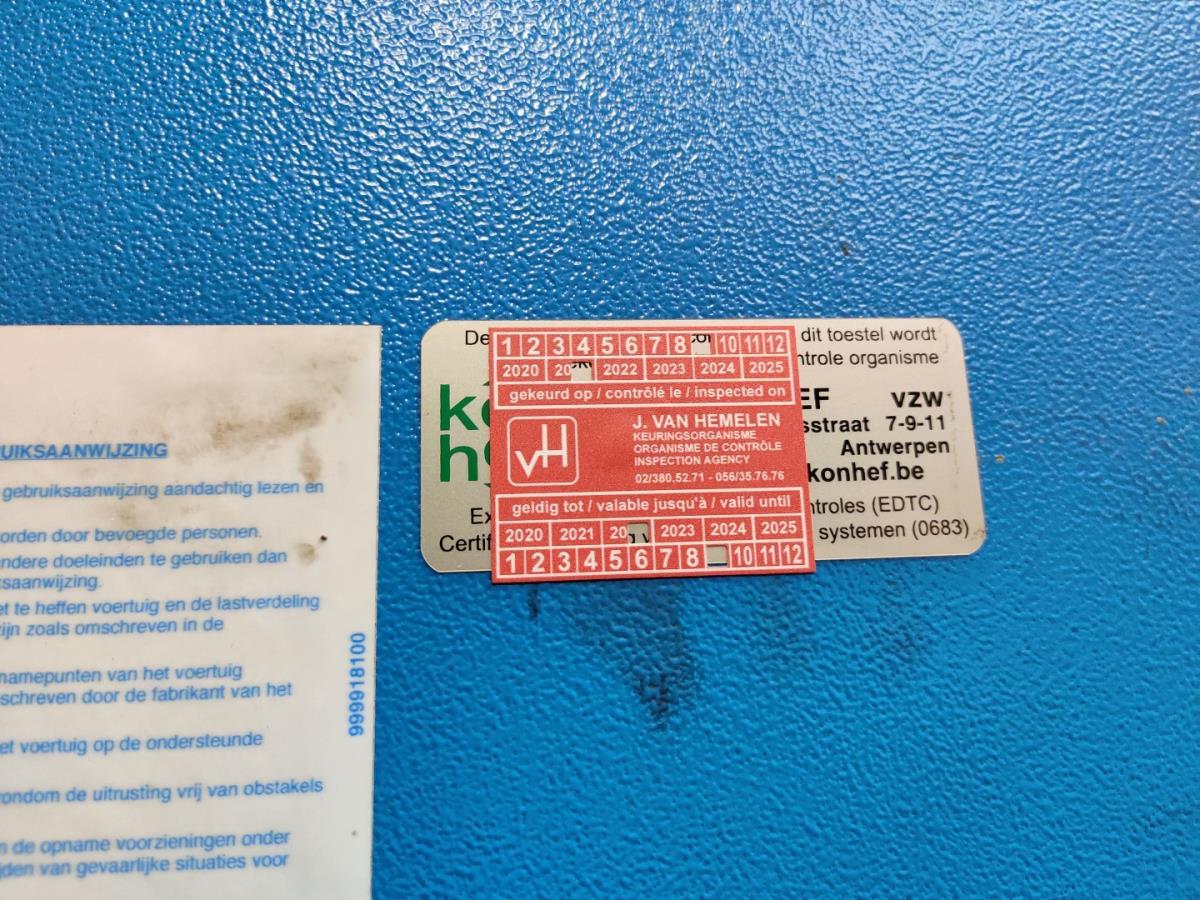 UIKSAANWIJZING
gebruiksaanwijzing aandachtig lezen en
orden door bevoegde personen.
ndere doeleinden te gebruiken dan
saanwijzing.
et te heffen voertuig en de lastverdeling
ijn zoals omschreven in de
namepunten van het voertuig
schreven door de fabrikant van het
et voertuig op de ondersteunde
ondom de uitrusting vrij van obstakels
n de opname voorzieningen onder
jden van gevaarlijke situaties voor
999918100
De dit toestel wordt
ntrole organisme
EF VZW
sstraat 7-9-11
Antwerpen
konhef.be
Ex ntroles (EDTC)
Certif systemen (0683)
1 2 3 4 5 6 7 8 10 11 12
2020 20 2022 2023 2024 2025
gekeurd op / contrôlé le / inspected on
VH
J. VAN HEMELEN
KEURINGSORGANISME
ORGANISME DE CONTRÔLE
INSPECTION AGENCY
02/380.52.71 - 056/35.76.76
geldig tot / valable jusqu'à / valid until
2020 2021 20 2023 2024 2025
1 2 3 4 5 6 7 8 10 11 12